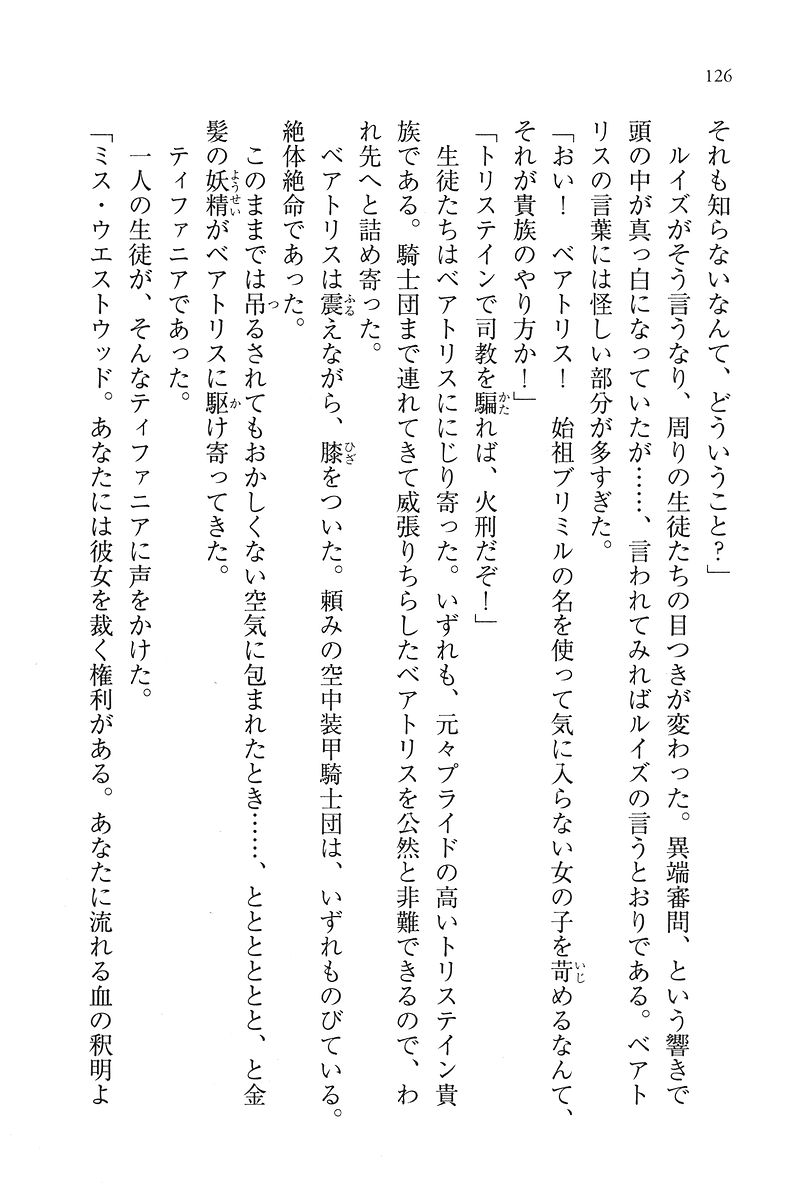 126
それも知らないなんて、どういうこと？」
　ルイズがそう言うなり、周りの生徒たちの目つきが変わった。異端審問、という響きで
頭の中が真っ白になっていたが……、言われてみればルイズの言うとおりである。ベアト
リスの言葉には怪しい部分が多すぎた。
「おい！　ベアトリス！　始祖ブリミルの名を使って気に入らない女の子を苛めるなんて、
それが貴族のやり方か！」
「トリステインで司教を騙れば、火刑だぞ！」
　生徒たちはベアトリスににじり寄った。いずれも、元々プライドの高いトリステイン貴
族である。騎士団まで連れてきて威張りちらしたベアトリスを公然と非難できるので、わ
れ先へと詰め寄った。
　ベアトリスは震えながら、膝をついた。頼みの空中装甲騎士団は、いずれものびている。
絶体絶命であった。
　このままでは吊るされてもおかしくない空気に包まれたとき……、とととととと、と金
髪の妖精がベアトリスに駆け寄ってきた。
　ティファニアであった。
　一人の生徒が、そんなティファニアに声をかけた。
「ミス・ウエストウッド。あなたには彼女を裁く権利がある。あなたに流れる血の釈明よ